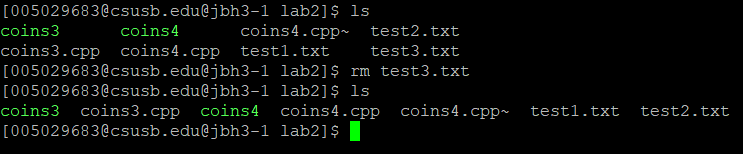 [005029683@csusb.edu@jbh3-1 lab2]$ ls
coins3      coins4      coins4.cpp~  test2.txt
coins3.cpp  coins4.cpp  test1.txt    test3.txt
[005029683@csusb.edu@jbh3-1 lab2]$ rm test3.txt
[005029683@csusb.edu@jbh3-1 lab2]$ ls
coins3  coins3.cpp  coins4  coins4.cpp  coins4.cpp~  test1.txt  test2.txt
[005029683@csusb.edu@jbh3-1 lab2]$